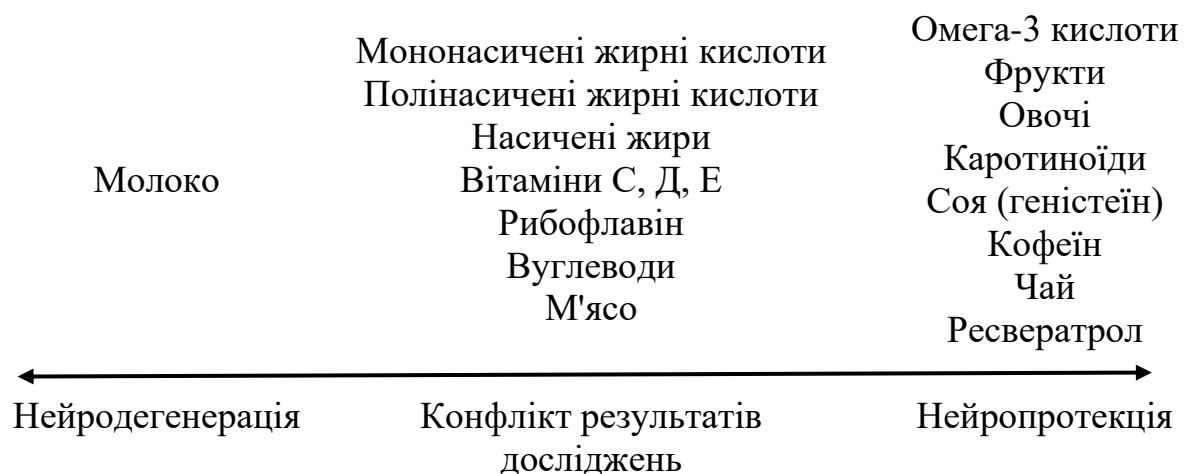 Молоко
Мононасичені жирні кислоти
Полінасичені жирні кислоти
Насичені жири
Вітаміни С, Д, Е
Рибофлавін
Вуглеводи
М'ясо
Омега-3 кислоти
Фрукти
Овочі
Каротиноїди
Соя (геністеїн)
Кофеїн
Чай
Ресвератрол
Нейродегенерація
Конфлікт результатів
досліджень
Нейропротекція